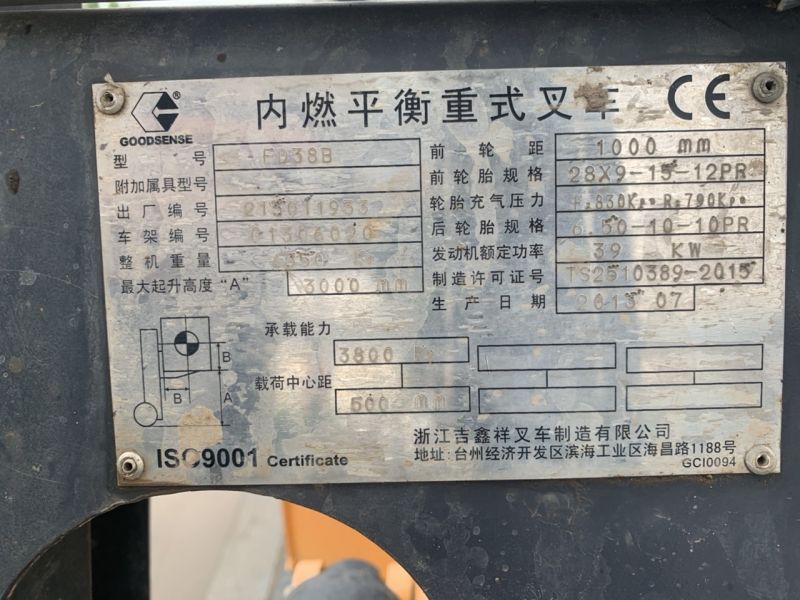 GOODSENSE®
内燃平衡重式叉车 CE
型 号 FD38B
附加属具型号
出厂编号
车架编号
整机重量
最大起升高度“A” 3000 mm
前轮距 1000 mm
前轮胎规格 28X9-15-12PR
轮胎充气压力
后轮胎规格 6.50-10-10PR
发动机额定功率 39 KW
制造许可证号 TS2510389-2015
生产日期 2013 07
承载能力 3800
载荷中心距 500 mm
B
B
A
ISO9001 Certificate
浙江吉鑫祥叉车制造有限公司
地址: 台州经济开发区滨海工业区海昌路1188号
GCI0094